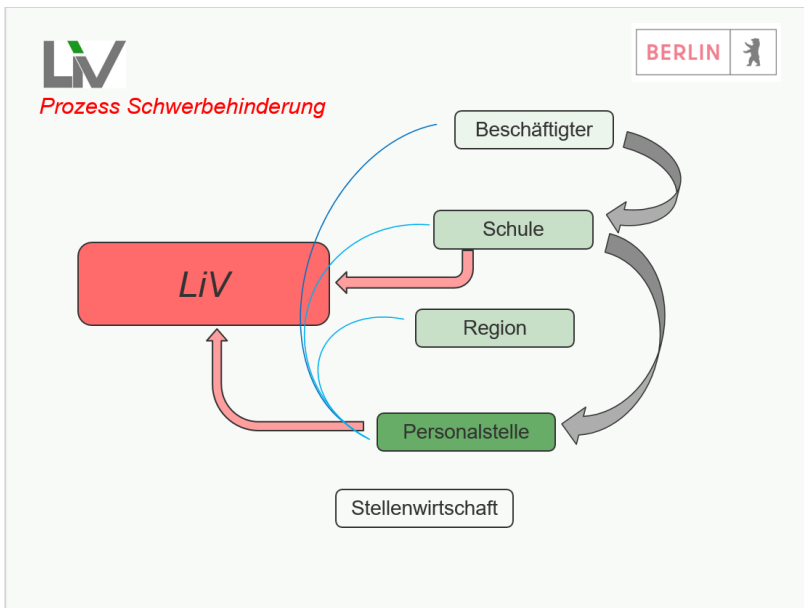 LiV
BERLIN
Prozess Schwerbehinderung
Beschäftigter
Schule
LiV
Region
Personalstelle
Stellenwirtschaft